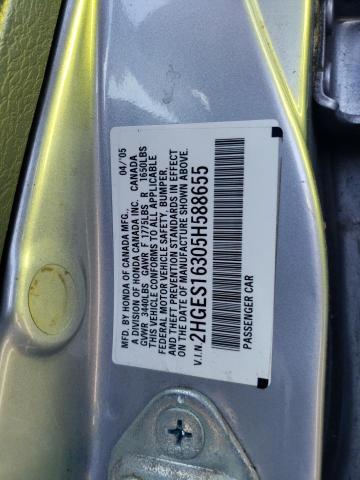 MFD. BY HONDA OF CANADA MFG., 04/'05
A DIVISION OF HONDA CANADA INC. CANADA
GVWR 3440LBS GAWR F 1775LBS R 1650LBS
THIS VEHICLE CONFORMS TO ALL APPLICABLE
FEDERAL MOTOR VEHICLE SAFETY, BUMPER,
AND THEFT PREVENTION STANDARDS IN EFFECT
ON THE DATE OF MANUFACTURE SHOWN ABOVE.
V.I.N. 2HGES16305H588655
PASSENGER CAR